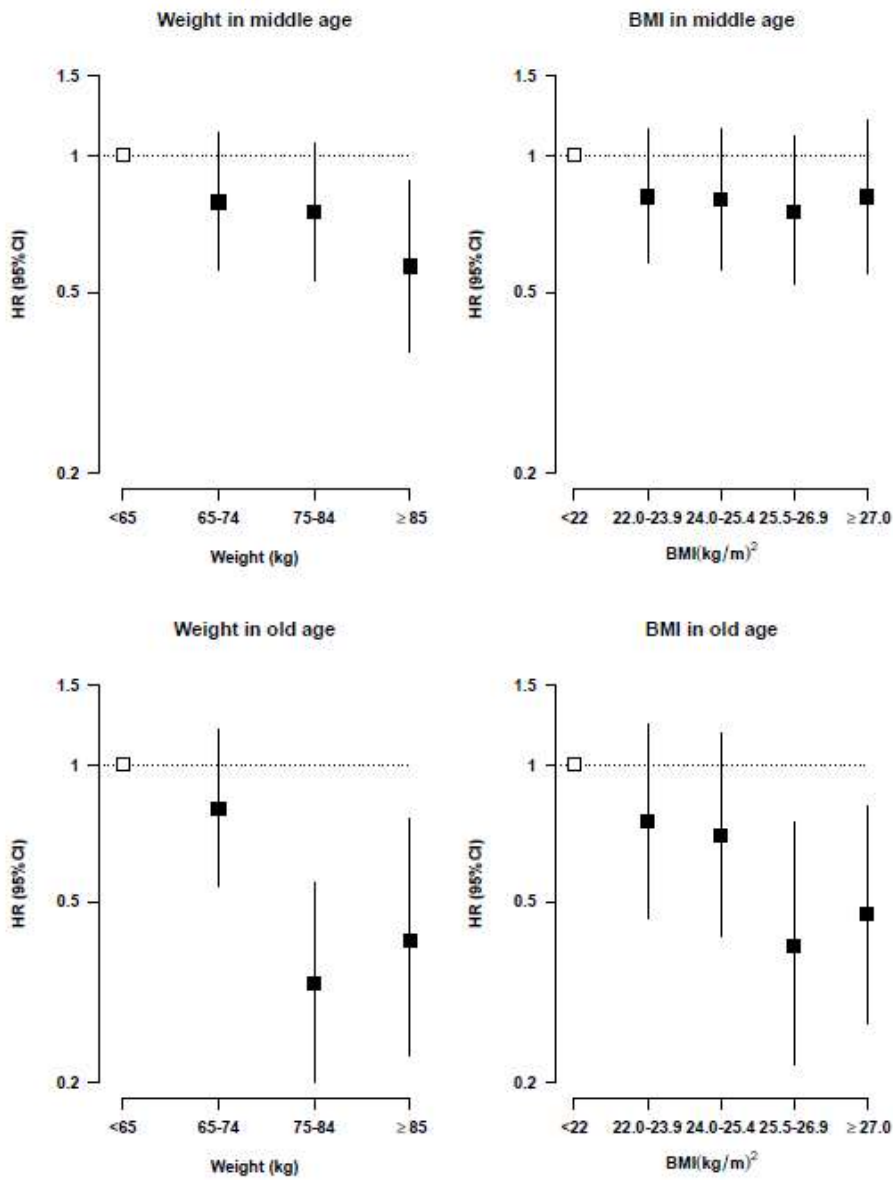 Weight in middle age
1.5
1
0.5
0.2
HR (95%CI)
<65 65-74 75-84 ≥85
Weight (kg)
BMI in middle age
1.5
1
0.5
0.2
HR (95%CI)
<22 22.0-23.9 24.0-25.4 25.5-26.9 ≥27.0
BMI(kg/m)²
Weight in old age
1.5
1
0.5
0.2
HR (95%CI)
<65 65-74 75-84 ≥85
Weight (kg)
BMI in old age
1.5
1
0.5
0.2
HR (95%CI)
<22 22.0-23.9 24.0-25.4 25.5-26.9 ≥27.0
BMI(kg/m)²